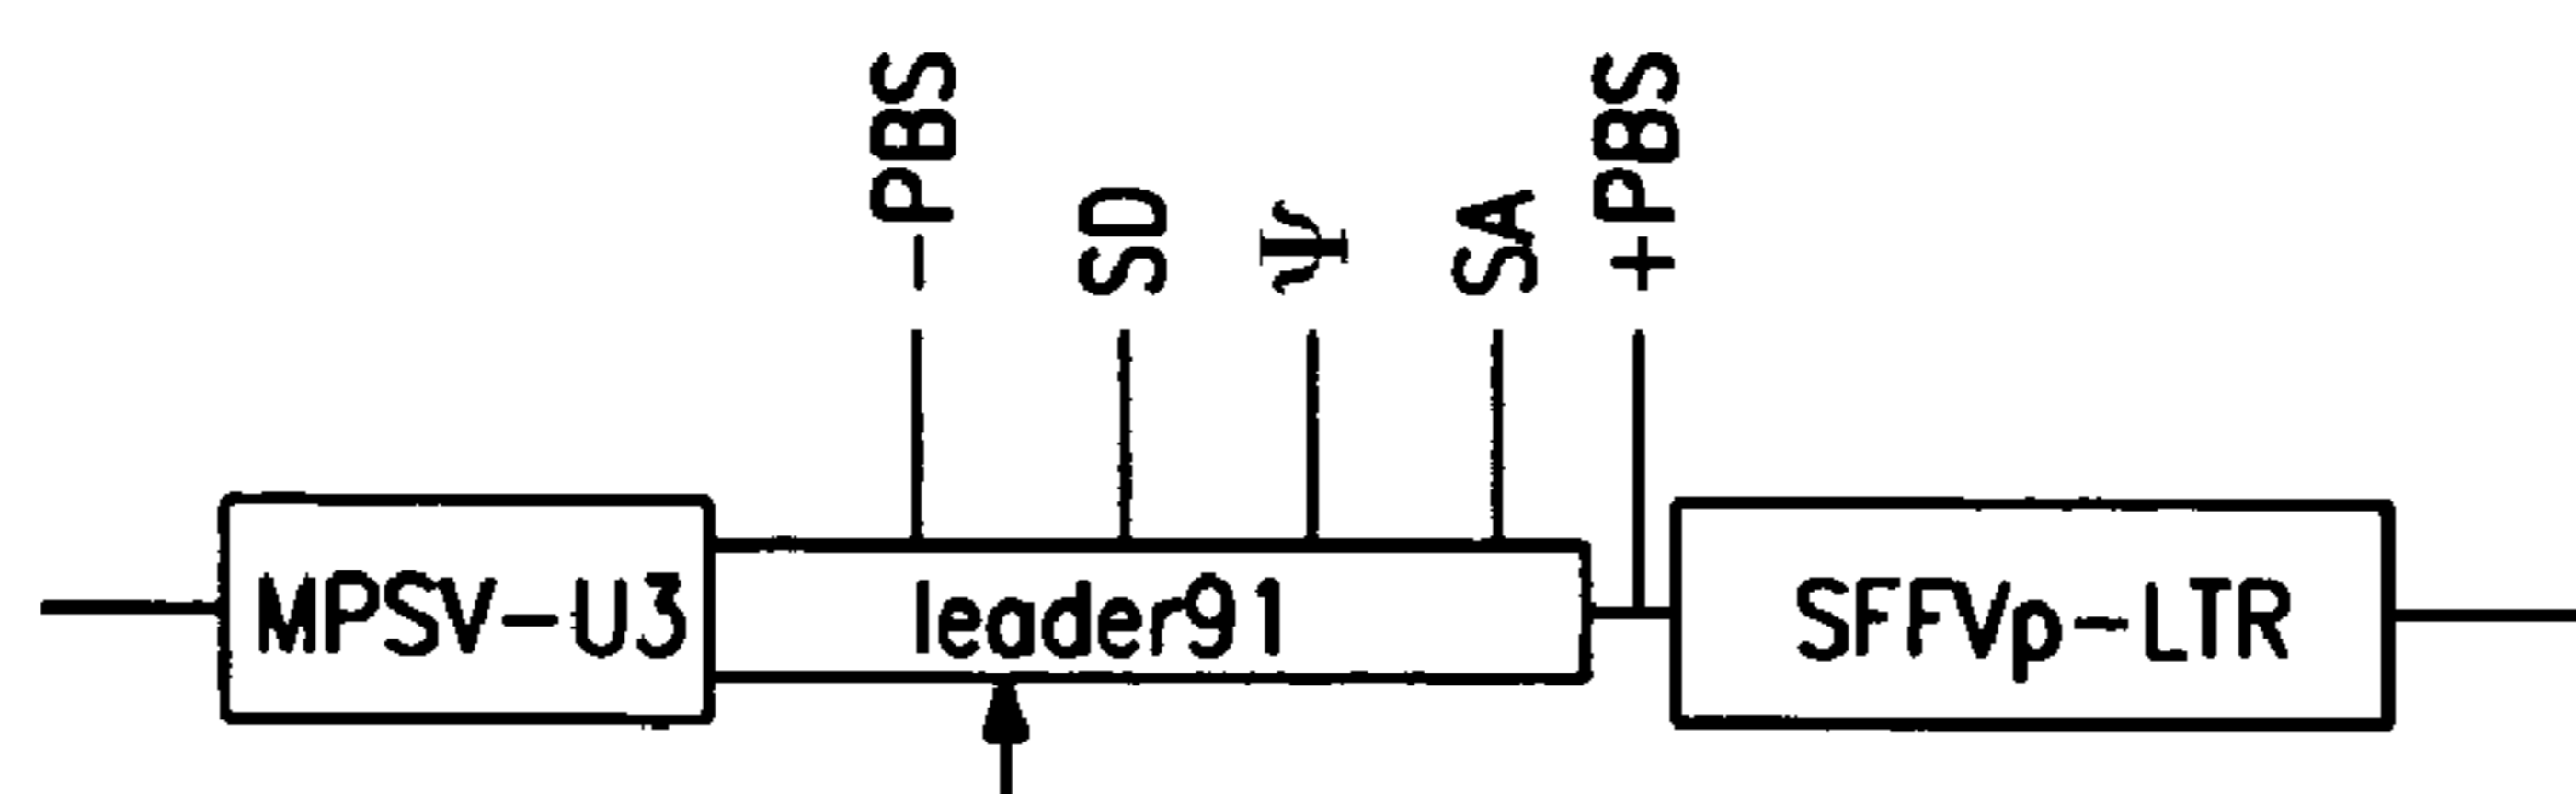 -PBS
SD
Ψ
SA
+PBS
MPSV-U3
leader91
SFFVp-LTR